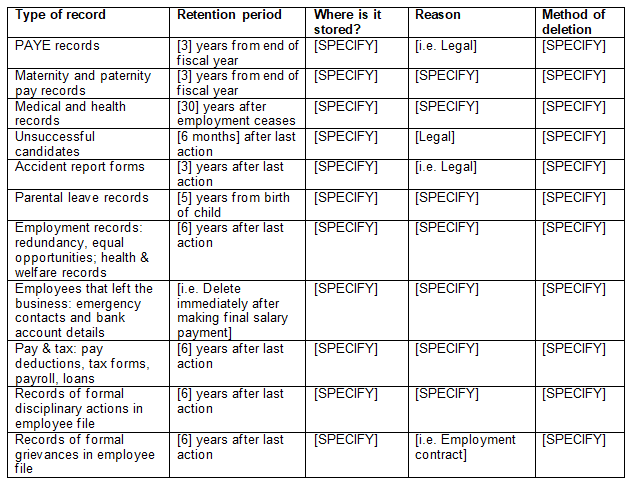 Type of record Retention period Where is it Reason Method of
stored? deletion
PAYE records [3] years from end of [SPECIFY] [i.e. Legal] [SPECIFY]
fiscal year
Maternity and paternity [3] years from end of [SPECIFY] [SPECIFY] [SPECIFY]
pay records fiscal year
Medical and health [30] years after [SPECIFY] [SPECIFY] [SPECIFY]
records employment ceases
Unsuccessful [6 months] after last [SPECIFY] [Legal] [SPECIFY]
candidates action
Accident report forms [3] years after last [SPECIFY] [i.e. Legal] [SPECIFY]
action
Parental leave records [5] years from birth [SPECIFY] [SPECIFY] [SPECIFY]
of child
Employment records: [6] years after last [SPECIFY] [SPECIFY] [SPECIFY]
redundancy, equal action
opportunities; health &
welfare records
Employees that left the [i.e. Delete [SPECIFY] [SPECIFY] [SPECIFY]
business: emergency immediately after
contacts and bank making final salary
account details payment]
Pay & tax: pay [6] years after last [SPECIFY] [SPECIFY] [SPECIFY]
deductions, tax forms, action
payroll, loans
Records of formal [6] years after last [SPECIFY] [SPECIFY] [SPECIFY]
disciplinary actions in action
employee file
Records of formal [6] years after last [SPECIFY] [i.e. Employment [SPECIFY]
grievances in employee action contract]
file